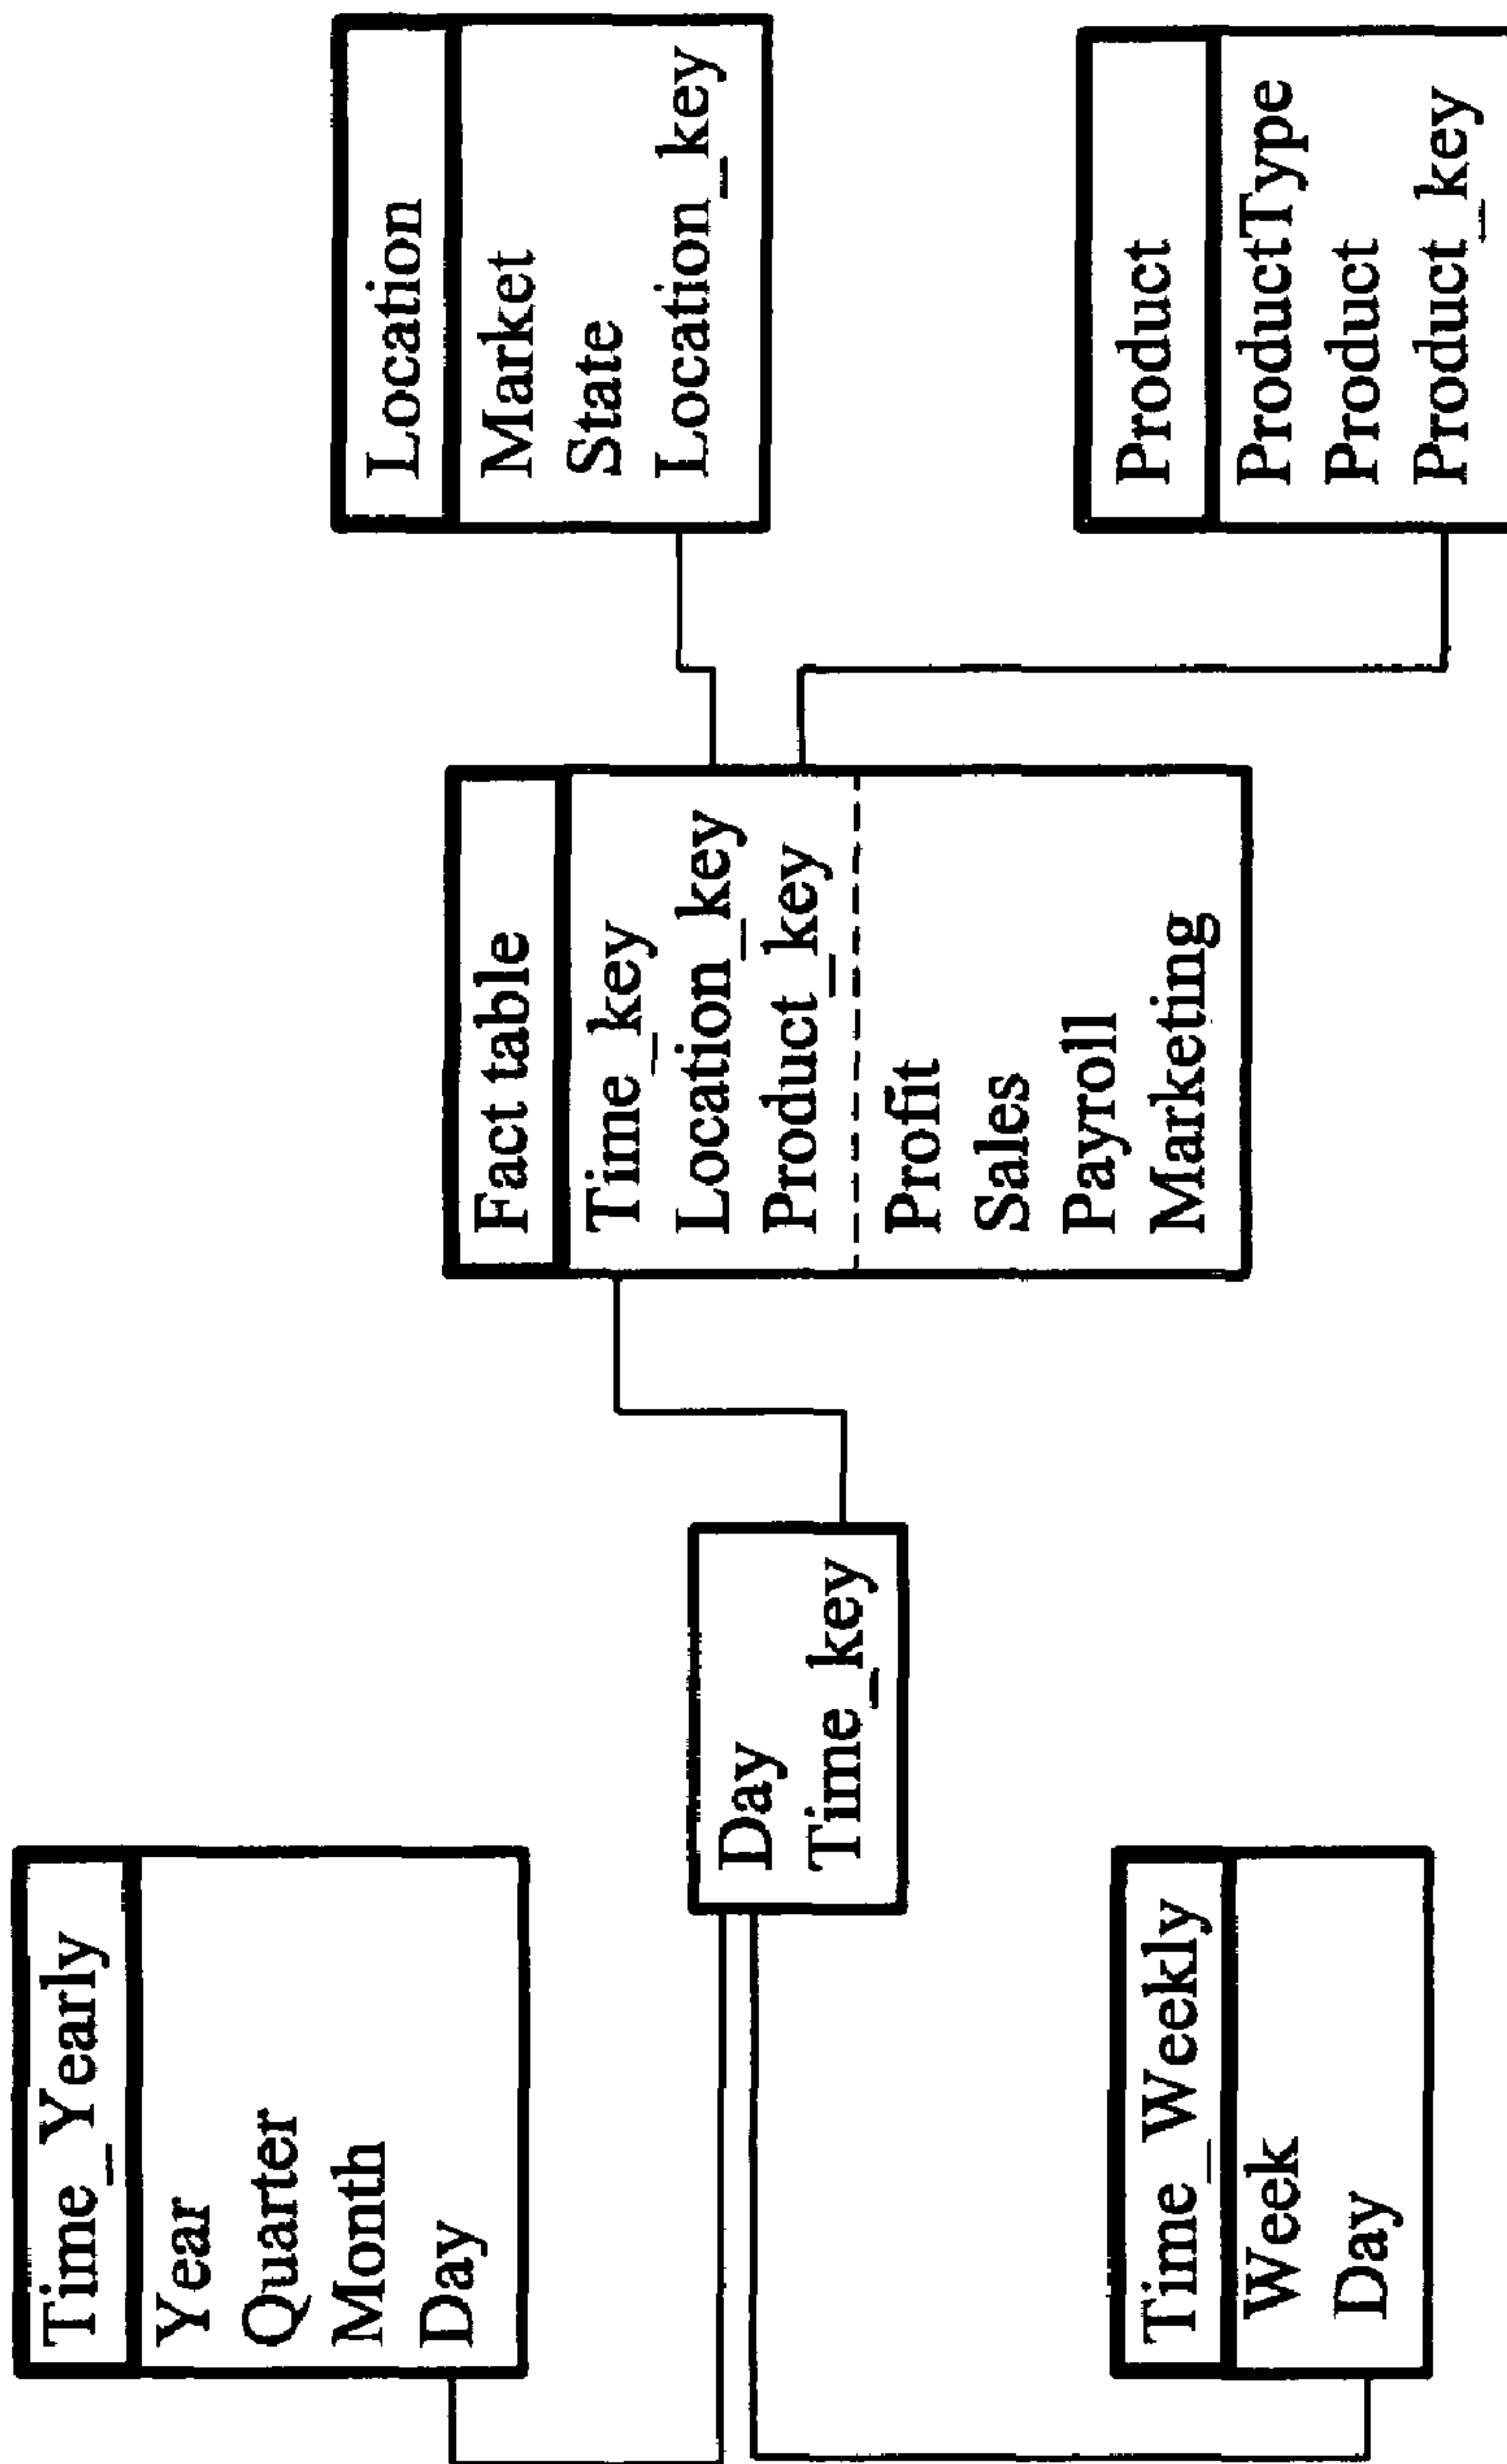 Time_Yearly
Year
Quarter
Month
Day
Time_Weekly
Week
Day
Day
Time_key
Fact table
Time_key
Location_key
Product_key
Profit
Sales
Payroll
Marketing
Location
Market
State
Location_key
Product
ProductType
Product
Product_key